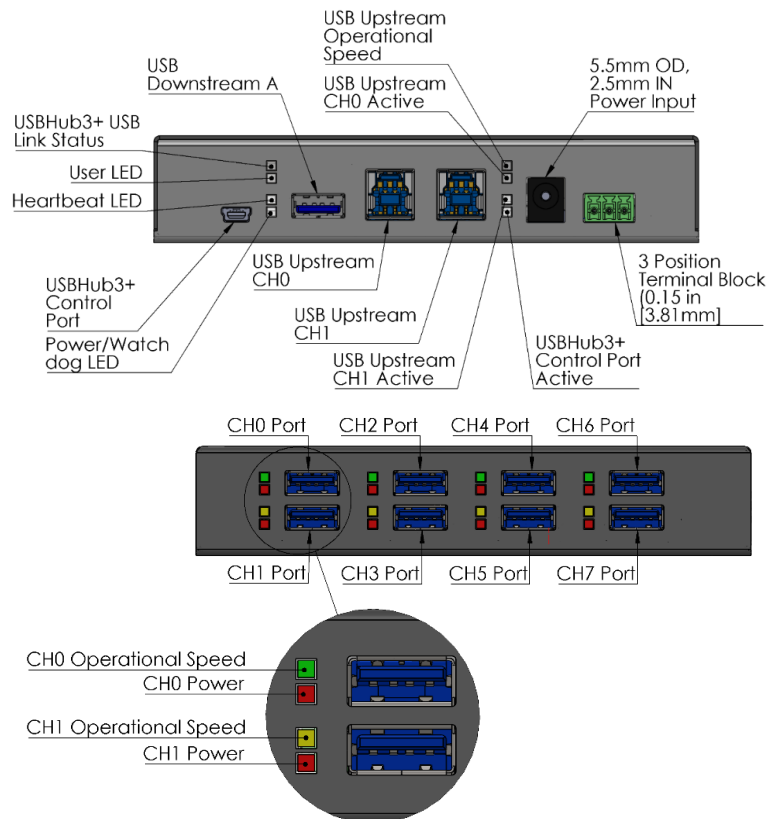 USB Upstream
Operational
Speed
USB
Downstream A
USB Upstream
CH0 Active
5.5mm OD,
2.5mm IN
Power Input
USBHub3+ USB
Link Status
User LED
Heartbeat LED
USBHub3+
Control
Port
Power/Watch
dog LED
USB Upstream
CH0
USB Upstream
CH1
USB Upstream
CH1 Active
USBHub3+
Control Port
Active
3 Position
Terminal Block
(0.15 in
[3.81mm]
CH0 Port
CH2 Port
CH4 Port
CH6 Port
CH1 Port
CH3 Port
CH5 Port
CH7 Port
CH0 Operational Speed
CH0 Power
CH1 Operational Speed
CH1 Power